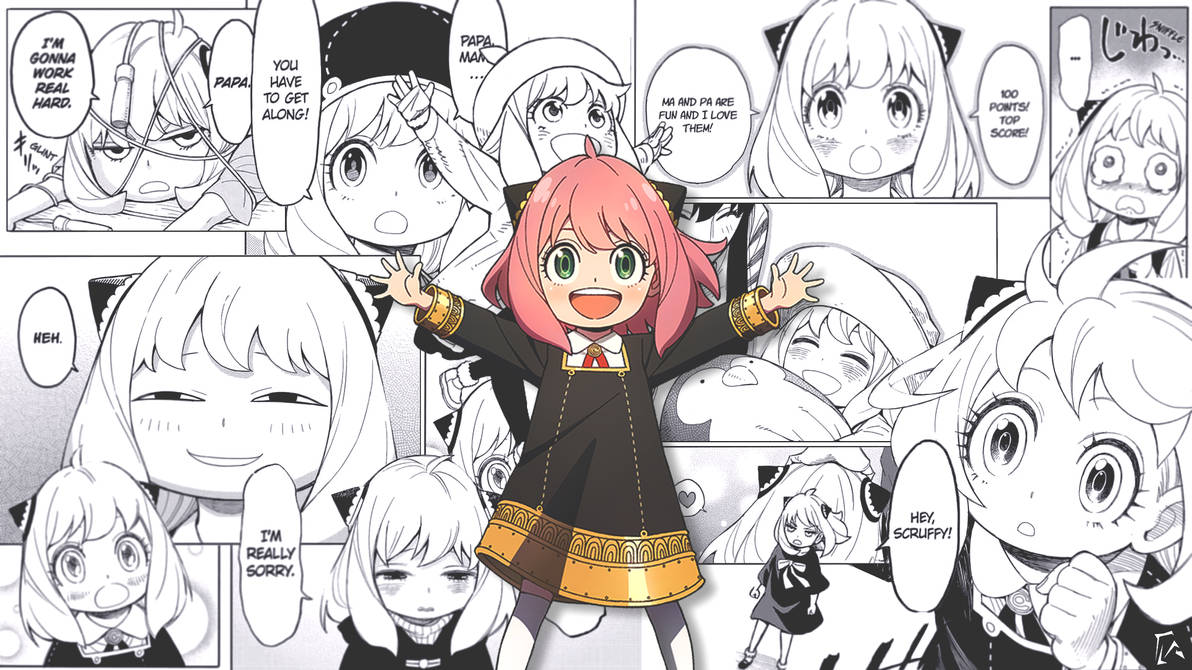 I'M
GONNA
WORK
REAL
HARD.
PAPA.
GLINT
YOU
HAVE
TO GET
ALONG!
PAPA,
MAMA
...
MA AND PA ARE
FUN AND I LOVE
THEM!
100
POINTS!
TOP
SCORE!
...
SNIFFLE
じわっ…
HEH.
I'M
REALLY
SORRY.
HEY,
SCRUFFY!